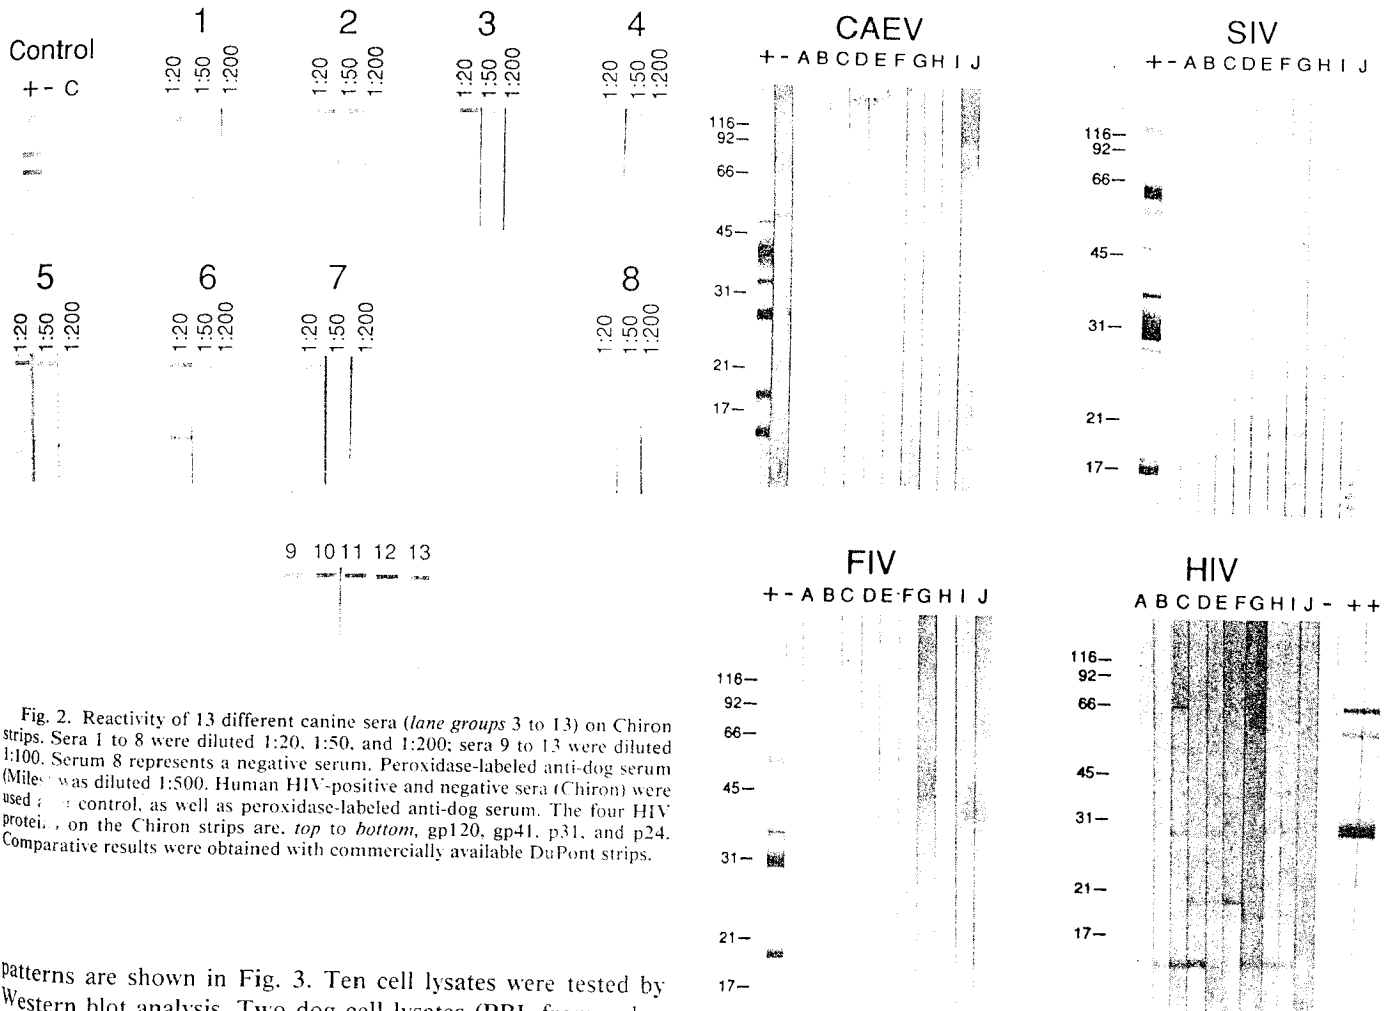 Control
+ - C
1
1:20 1:50 1:200
2
1:20 1:50 1:200
3
1:20 1:50 1:200
4
1:20 1:50 1:200
5
1:20 1:50 1:200
6
1:20 1:50 1:200
7
1:20 1:50 1:200
8
1:20 1:50 1:200
9 10 11 12 13
Fig. 2. Reactivity of 13 different canine sera (lane groups 3 to 13) on Chiron
strips. Sera 1 to 8 were diluted 1:20, 1:50, and 1:200; sera 9 to 13 were diluted
1:100. Serum 8 represents a negative serum. Peroxidase-labeled anti-dog serum
(Miles was diluted 1:500. Human HIV-positive and negative sera (Chiron) were
used control, as well as peroxidase-labeled anti-dog serum. The four HIV
protei on the Chiron strips are, top to bottom, gp120, gp41, p31, and p24.
Comparative results were obtained with commercially available DuPont strips.
patterns are shown in Fig. 3. Ten cell lysates were tested by
Western blot analysis. Two dog cell lysates
CAEV
+ - A B C D E F G H I J
116-
92-
66-
45-
31-
21-
17-
SIV
+ - A B C D E F G H I J
116-
92-
66-
45-
31-
21-
17-
FIV
+ - A B C D E F G H I J
116-
92-
66-
45-
31-
21-
17-
HIV
A B C D E F G H I J - + +
116-
92-
66-
45-
31-
21-
17-